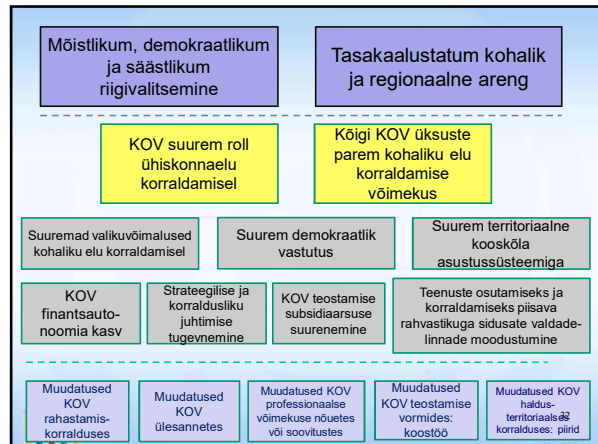 Mõistlikum, demokraatlikum
ja säästlikum
riigivalitsemine
Tasakaalustatum kohalik
ja regionaalne areng
KOV suurem roll
ühiskonnaelu
korraldamisel
Kõigi KOV üksuste
parem kohaliku elu
korraldamise
võimekus
Suuremad valikuvõimalused
kohaliku elu korraldamisel
Suurem demokraatlik
vastutus
Suurem territoriaalne
kooskõla
asustussüsteemiga
KOV
finantsauto-
noomia kasv
Strateegilise ja
korraldusliku
juhtimise
tugevnemine
KOV teostamise
subsidiaarsuse
suurenemine
Teenuste osutamiseks ja
korraldamiseks piisava
rahvastikuga sidusate valdade-
linnade moodustumine
Muudatused
KOV
rahastamis-
korralduses
Muudatused
KOV
ülesannetes
Muudatused KOV
professionaalse
võimekuse nõuetes
või soovitustes
Muudatused
KOV teostamise
vormides:
koostöö
Muudatused KOV
haldus-
territoriaalses
korralduses: piirid
32